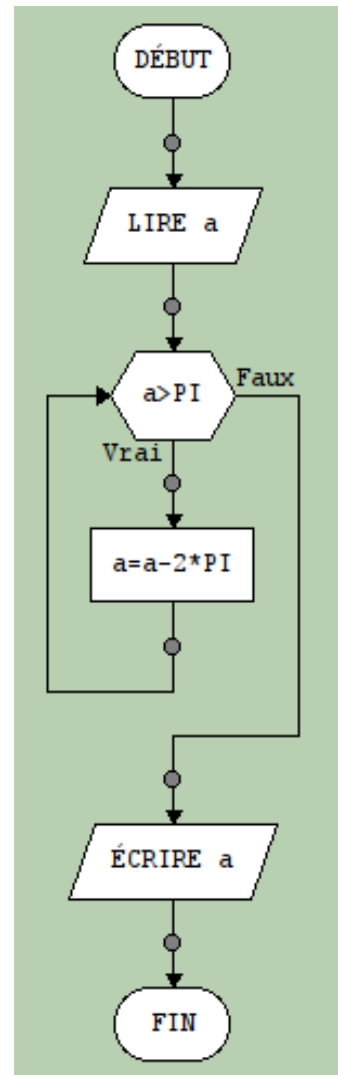 DÉBUT
LIRE a
a>PI
Faux
Vrai
a=a-2*PI
ÉCRIRE a
FIN